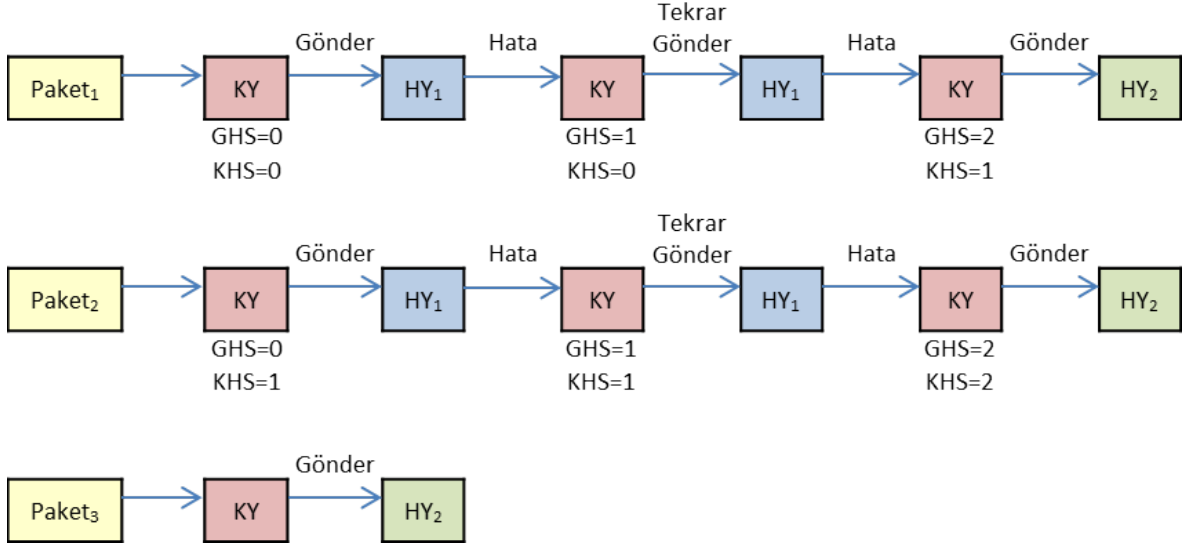 Tekrar
Gönder Hata Gönder Hata Gönder
Paket₁ KY HY₁ KY HY₁ KY HY₂
GHS=0 GHS=1 GHS=2
KHS=0 KHS=0 KHS=1
Tekrar
Gönder Hata Gönder Hata Gönder
Paket₂ KY HY₁ KY HY₁ KY HY₂
GHS=0 GHS=1 GHS=2
KHS=1 KHS=1 KHS=2
Gönder
Paket₃ KY HY₂